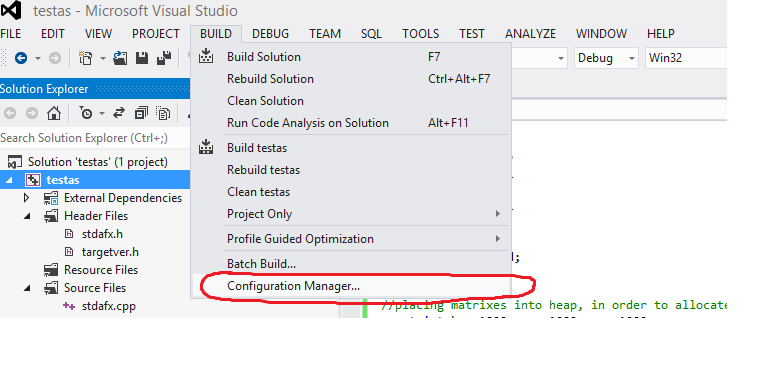 testas - Microsoft Visual Studio
FILE EDIT VIEW PROJECT BUILD DEBUG TEAM SQL TOOLS TEST ANALYZE WINDOW HELP
Debug Win32
Solution Explorer
Search Solution Explorer (Ctrl+;)
Solution 'testas' (1 project)
testas
External Dependencies
Header Files
stdafx.h
targetver.h
Resource Files
Source Files
stdafx.cpp
Build Solution F7
Rebuild Solution Ctrl+Alt+F7
Clean Solution
Run Code Analysis on Solution Alt+F11
Build testas
Rebuild testas
Clean testas
Project Only
Profile Guided Optimization
Batch Build...
Configuration Manager...
d;
//placing matrixes into heap, in order to allocate